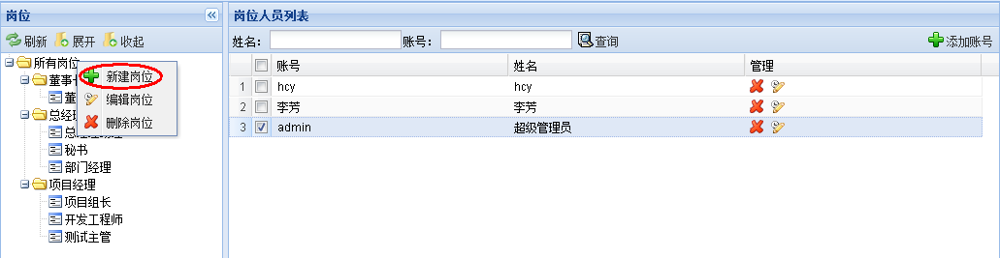 岗位
刷新 展开 收起
所有岗位
新建岗位
编辑岗位
删除岗位
董事
董
总经
总
秘书
部门经理
项目经理
项目组长
开发工程师
测试主管
岗位人员列表
姓名： 账号： 查询 添加账号
账号 姓名 管理
1 hcy hcy
2 李芳 李芳
3 admin 超级管理员